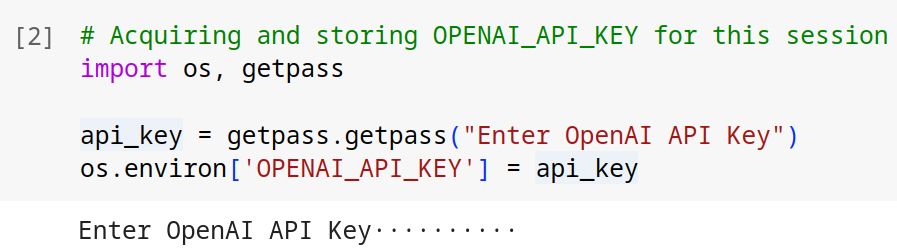 [2] # Acquiring and storing OPENAI_API_KEY for this session
import os, getpass
api_key = getpass.getpass("Enter OpenAI API Key")
os.environ['OPENAI_API_KEY'] = api_key
Enter OpenAI API Key··········